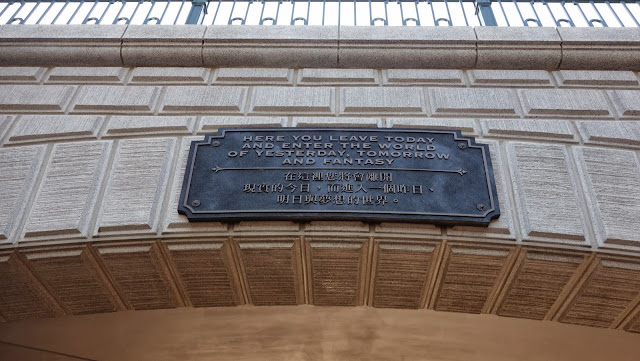 HERE YOU LEAVE TODAY
AND ENTER THE WORLD
OF YESTERDAY, TOMORROW
AND FANTASY
在這裡您將會離開
現實的今日，而進入一個昨日、
明日與夢想的世界。